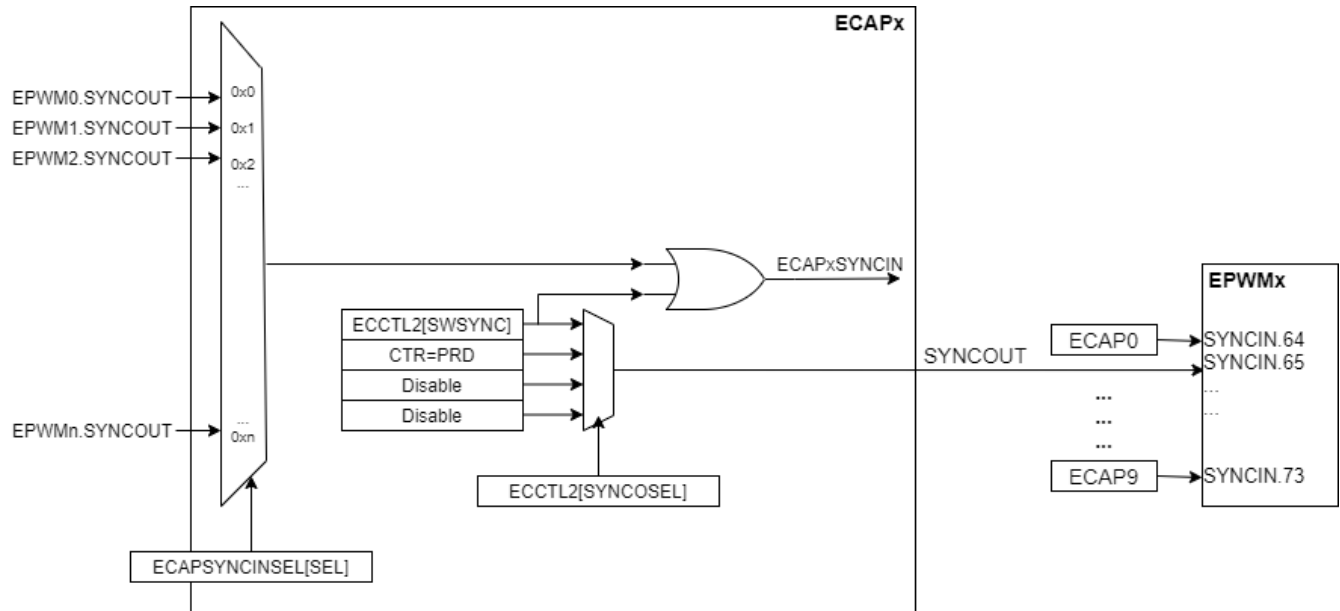 ECAPx
EPWM0.SYNCOUT
0x0
EPWM1.SYNCOUT
0x1
EPWM2.SYNCOUT
0x2
...
ECAPxSYNCIN
EPWMx
ECCTL2[SWSYNC]
CTR=PRD
Disable
Disable
SYNCOUT
ECAP0
SYNCIN.64
SYNCIN.65
...
...
...
...
...
ECAP9
SYNCIN.73
EPWMn.SYNCOUT
...
0xn
ECCTL2[SYNCOSEL]
ECAPSYNCINSEL[SEL]